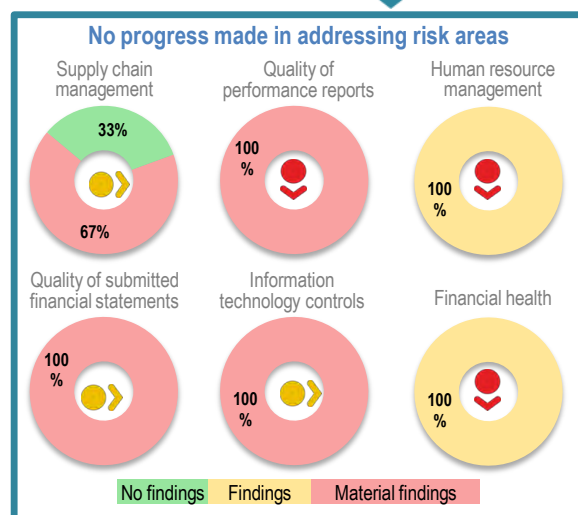 No progress made in addressing risk areas
Supply chain
management
Quality of
performance reports
Human resource
management
33%
67%
100
%
100
%
Quality of submitted
financial statements
Information
technology controls
Financial health
100
%
100
%
100
%
No findings
Findings
Material findings